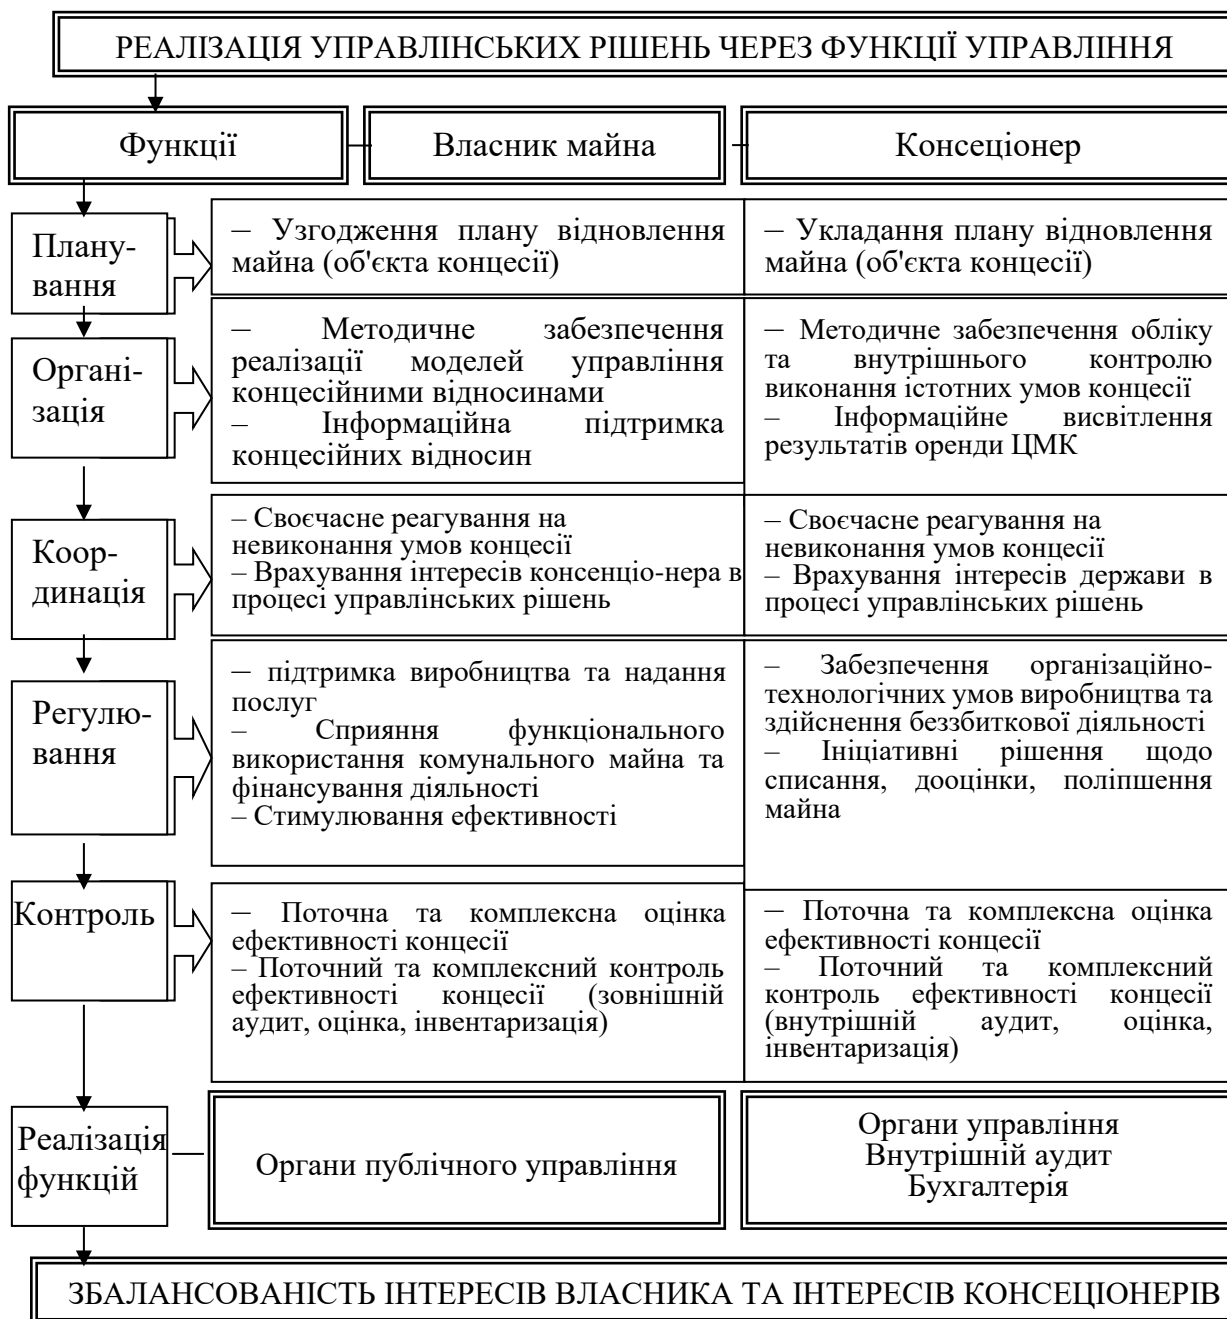 РЕАЛІЗАЦІЯ УПРАВЛІНСЬКИХ РІШЕНЬ ЧЕРЕЗ ФУНКЦІЇ УПРАВЛІННЯ
Функції
Власник майна
Консеціонер
Плану-
вання
– Узгодження плану відновлення
майна (об'єкта концесії)
– Укладання плану відновлення
майна (об'єкта концесії)
Органі-
зація
– Методичне забезпечення
реалізації моделей управління
концесійними відносинами
– Інформаційна підтримка
концесійних відносин
– Методичне забезпечення обліку
та внутрішнього контролю
виконання істотних умов концесії
– Інформаційне висвітлення
результатів оренди ЦМК
Коор-
динація
– Своєчасне реагування на
невиконання умов концесії
– Врахування інтересів консенціо-нера в
процесі управлінських рішень
– Своєчасне реагування на
невиконання умов концесії
– Врахування інтересів держави в
процесі управлінських рішень
Регулю-
вання
– підтримка виробництва та надання
послуг
– Сприяння функціонального
використання комунального майна та
фінансування діяльності
– Стимулювання ефективності
– Забезпечення організаційно-
технологічних умов виробництва та
здійснення беззбиткової діяльності
– Ініціативні рішення щодо
списання, дооцінки, поліпшення
майна
Контроль
– Поточна та комплексна оцінка
ефективності концесії
– Поточний та комплексний контроль
ефективності концесії (зовнішній
аудит, оцінка, інвентаризація)
– Поточна та комплексна оцінка
ефективності концесії
– Поточний та комплексний
контроль ефективності концесії
(внутрішній аудит, оцінка,
інвентаризація)
Реалізація
функцій
Органи публічного управління
Органи управління
Внутрішній аудит
Бухгалтерія
ЗБАЛАНСОВАНІСТЬ ІНТЕРЕСІВ ВЛАСНИКА ТА ІНТЕРЕСІВ КОНСЕЦІОНЕРІВ